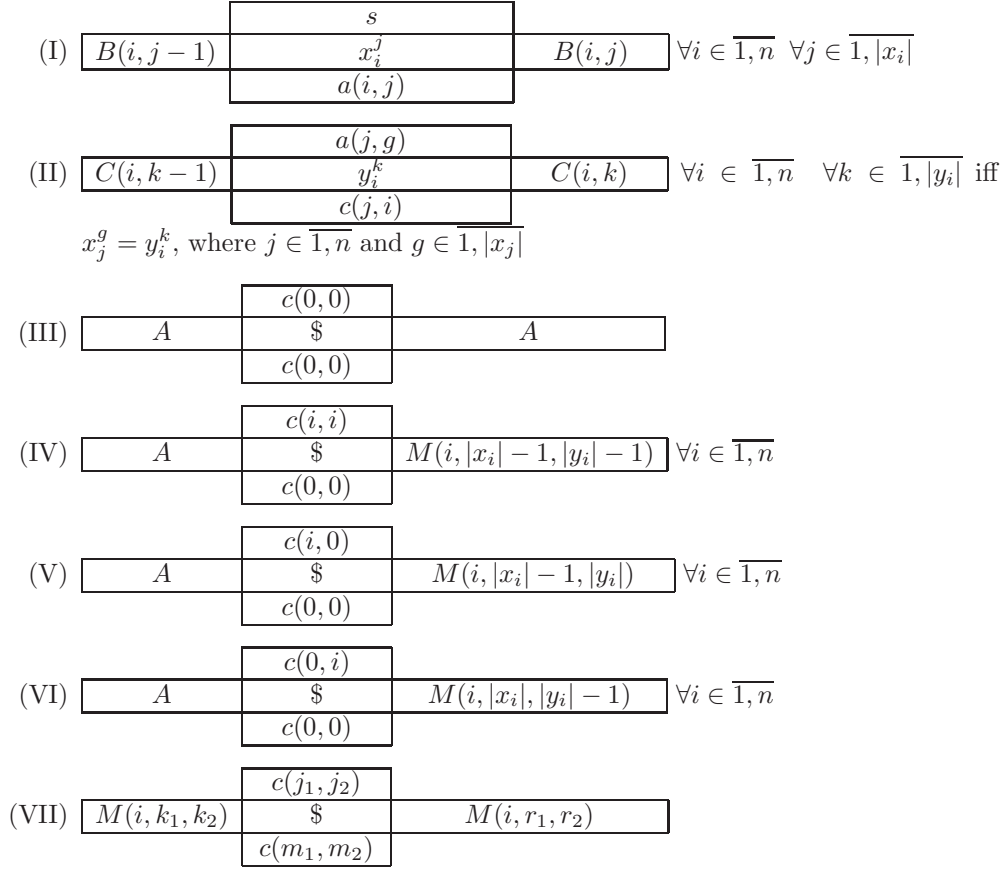 s
(I) B(i, j − 1) x_i^j B(i, j) ∀i ∈ \overline{1, n} ∀j ∈ \overline{1, |x_i|}
a(i, j)
a(j, g)
(II) C(i, k − 1) y_i^k C(i, k) ∀i ∈ \overline{1, n} ∀k ∈ \overline{1, |y_i|} iff
c(j, i)
x_j^g = y_i^k, where j ∈ \overline{1, n} and g ∈ \overline{1, |x_j|}
c(0, 0)
(III) A $ A
c(0, 0)
c(i, i)
(IV) A $ M(i, |x_i| − 1, |y_i| − 1) ∀i ∈ \overline{1, n}
c(0, 0)
c(i, 0)
(V) A $ M(i, |x_i| − 1, |y_i|) ∀i ∈ \overline{1, n}
c(0, 0)
c(0, i)
(VI) A $ M(i, |x_i|, |y_i| − 1) ∀i ∈ \overline{1, n}
c(0, 0)
c(j_1, j_2)
(VII) M(i, k_1, k_2) $ M(i, r_1, r_2)
c(m_1, m_2)